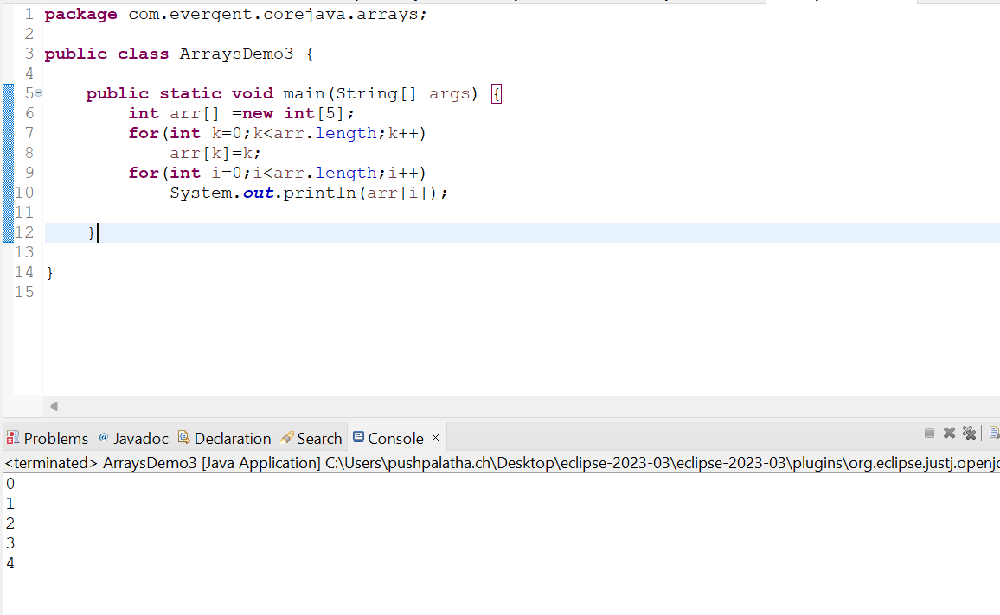 1 package com.evergent.corejava.arrays;
2
3 public class ArraysDemo3 {
4
5 public static void main(String[] args) {
6 int arr[] =new int[5];
7 for(int k=0;k<arr.length;k++)
8 arr[k]=k;
9 for(int i=0;i<arr.length;i++)
10 System.out.println(arr[i]);
11
12 }
13
14 }
15
Problems @ Javadoc Declaration Search Console
<terminated> ArraysDemo3 [Java Application] C:\Users\pushpalatha.ch\Desktop\eclipse-2023-03\eclipse-2023-03\plugins\org.eclipse.justj.openjd
0
1
2
3
4